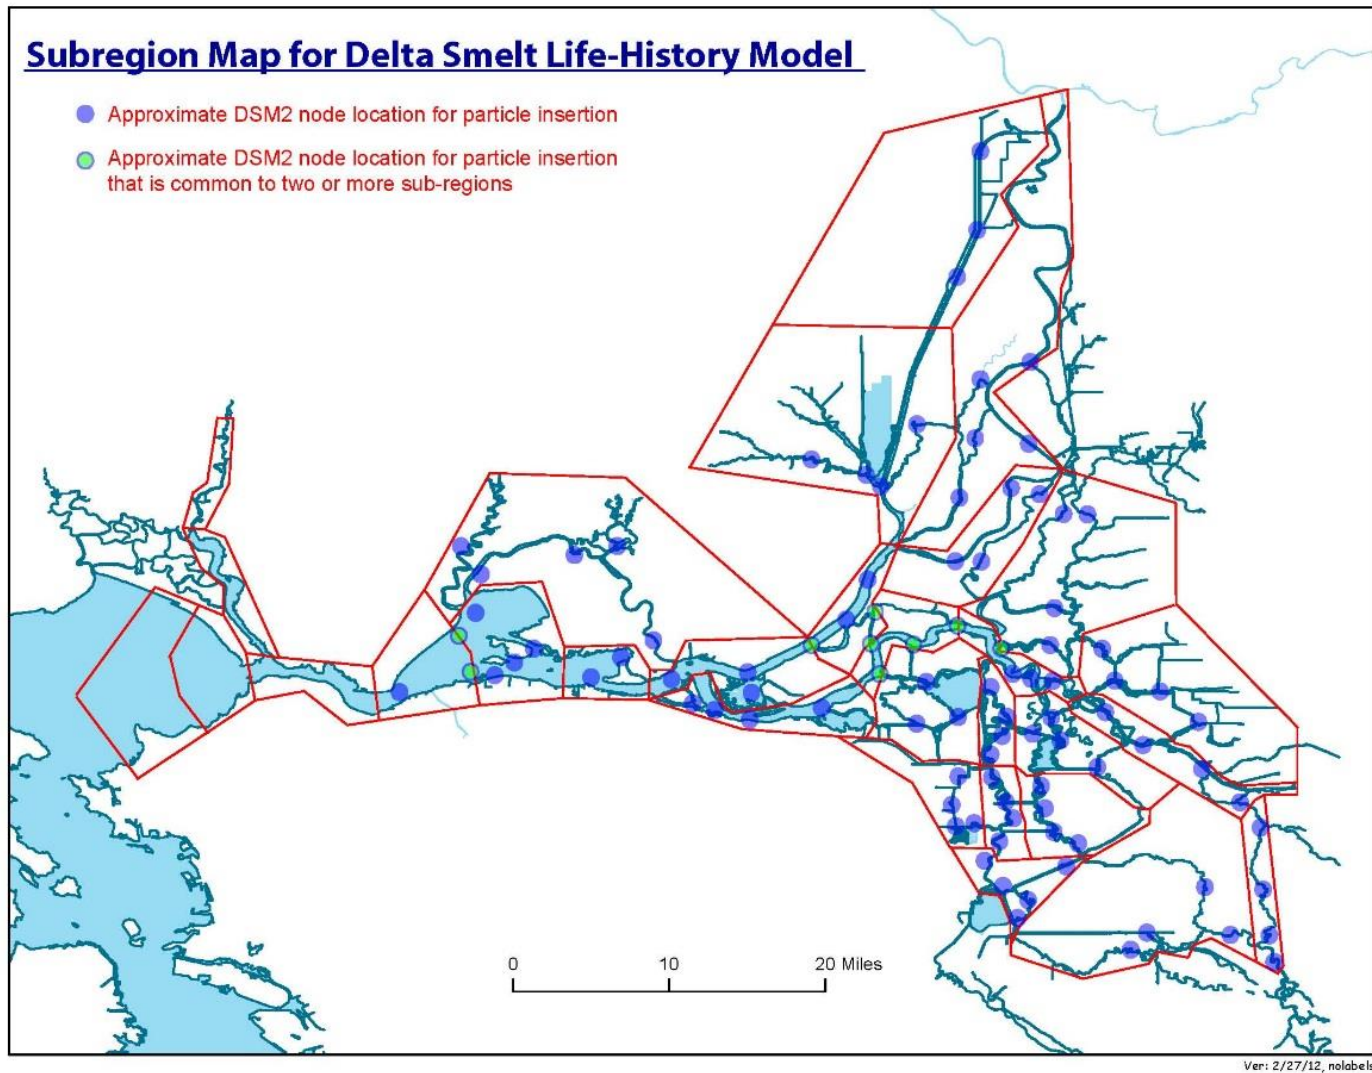 Subregion Map for Delta Smelt Life-History Model
Approximate DSM2 node location for particle insertion
Approximate DSM2 node location for particle insertion
that is common to two or more sub-regions
0 10 20 Miles
Ver: 2/27/12, nolabels